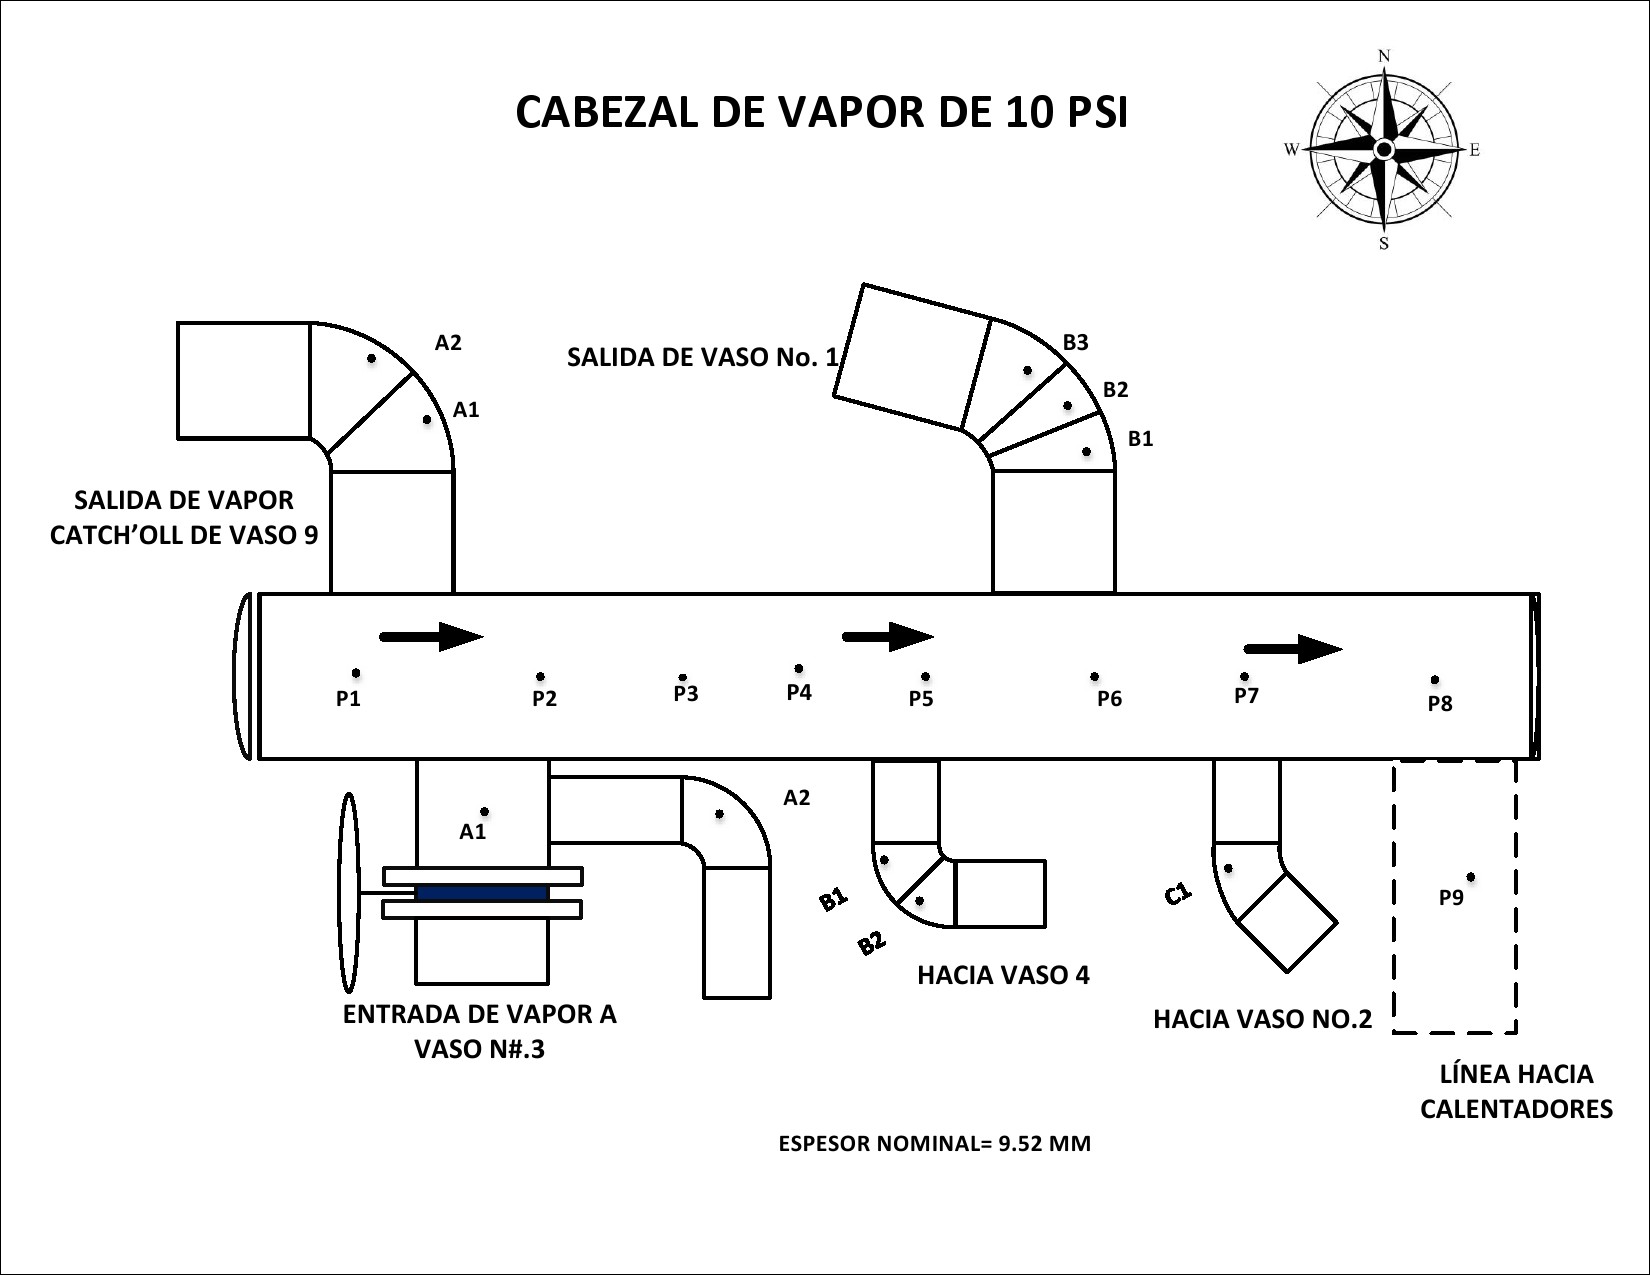 CABEZAL DE VAPOR DE 10 PSI
N
W
E
S
A2
A1
SALIDA DE VASO No. 1
B3
B2
B1
SALIDA DE VAPOR
CATCH’OLL DE VASO 9
P1
P2
P3
P4
P5
P6
P7
P8
A1
A2
B1
B2
C1
P9
HACIA VASO 4
ENTRADA DE VAPOR A
VASO N#.3
HACIA VASO NO.2
LÍNEA HACIA
CALENTADORES
ESPESOR NOMINAL= 9.52 MM